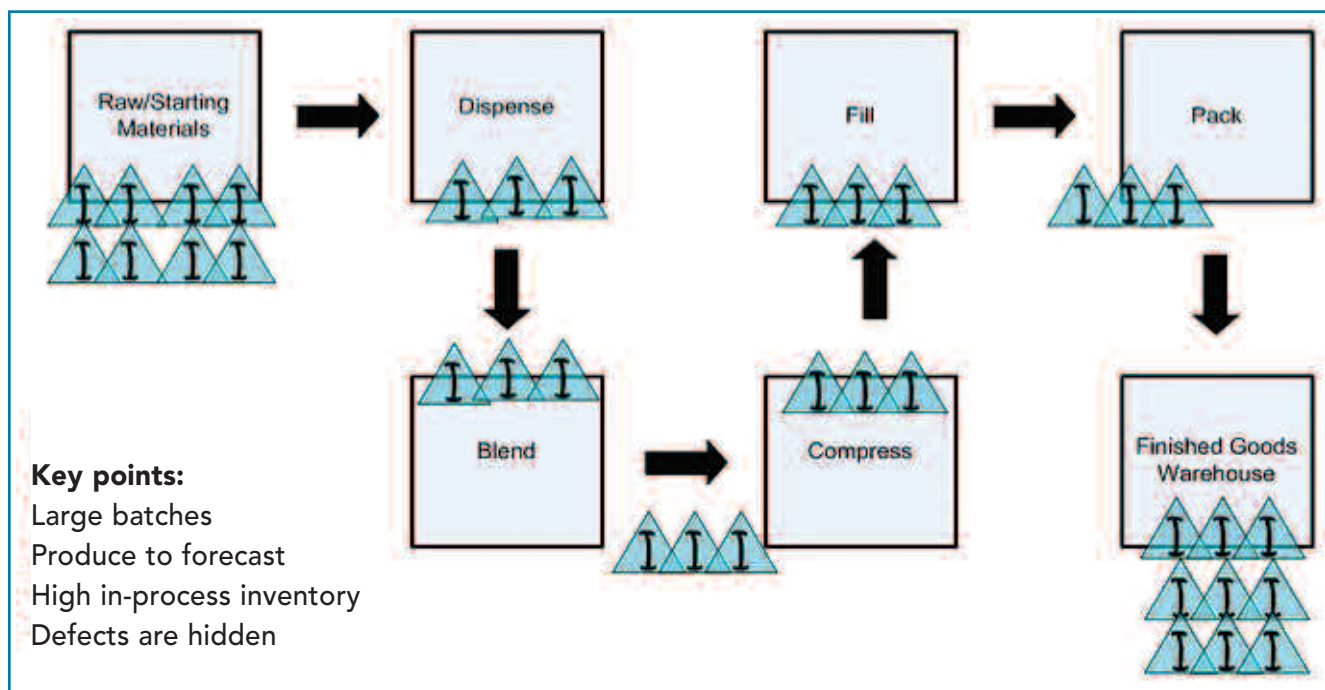 Raw/Starting
Materials
Dispense
Fill
Pack
I I I I
I I I I
I I I
I I I
I I I
I I I
I I I
Blend
Compress
Finished Goods
Warehouse
I I I
I I I
I I I
I I I
Key points:
Large batches
Produce to forecast
High in-process inventory
Defects are hidden